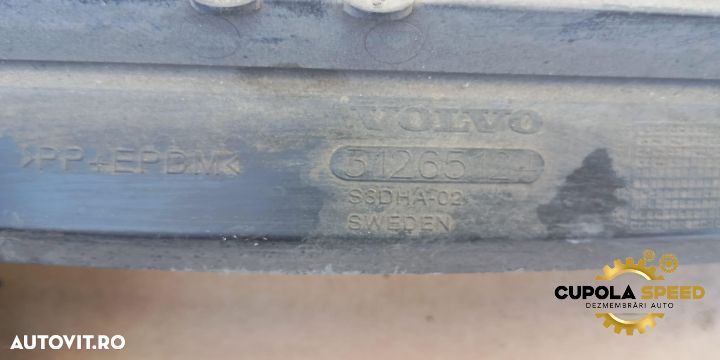 VOLVO
>PP+EPDM<
S3DHA-02
SWEDEN
CUPOLA SPEED
DEZMEMBRĂRI AUTO
AUTOVIT.RO